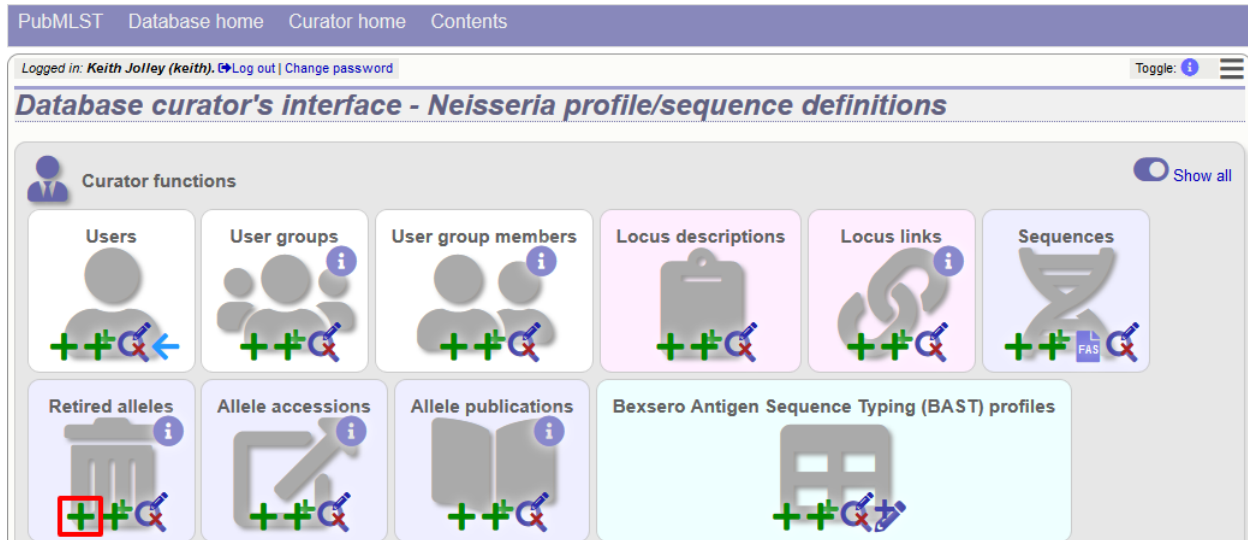 PubMLST Database home Curator home Contents
Logged in: Keith Jolley (keith). Log out | Change password
Toggle: i
Database curator's interface - Neisseria profile/sequence definitions
Curator functions
Show all
Users User groups User group members Locus descriptions Locus links Sequences
i i i
FAS
Retired alleles Allele accessions Allele publications Bexsero Antigen Sequence Typing (BAST) profiles
i i i